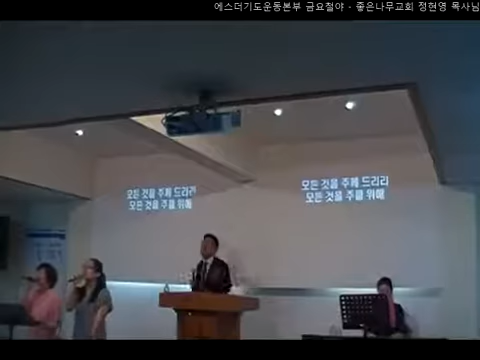 에스더기도운동본부 금요철야 - 좋은나무교회 정현영 목사님
모든 것을 주께 드리리
모든 것을 주를 위해
모든 것을 주께 드리리
모든 것을 주를 위해